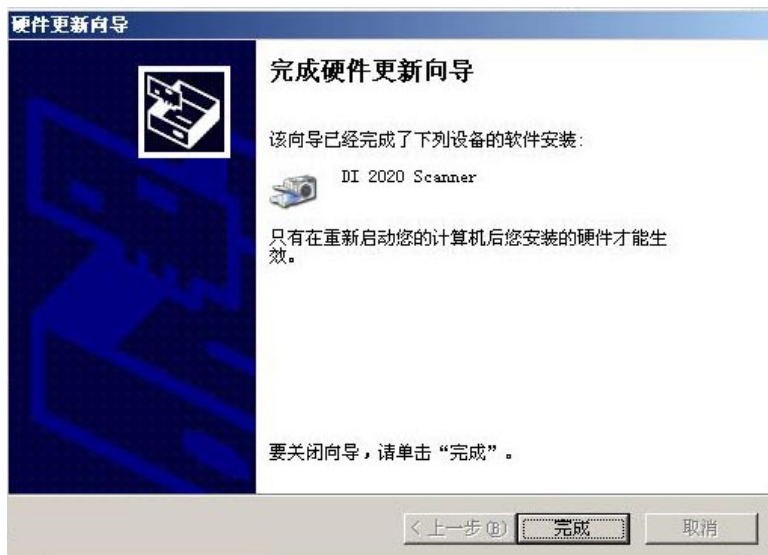 硬件更新向导
完成硬件更新向导
该向导已经完成了下列设备的软件安装:
DI 2020 Scanner
只有在重新启动您的计算机后您安装的硬件才能生
效。
要关闭向导，请单击“完成”。
< 上一步(B) 完成 取消